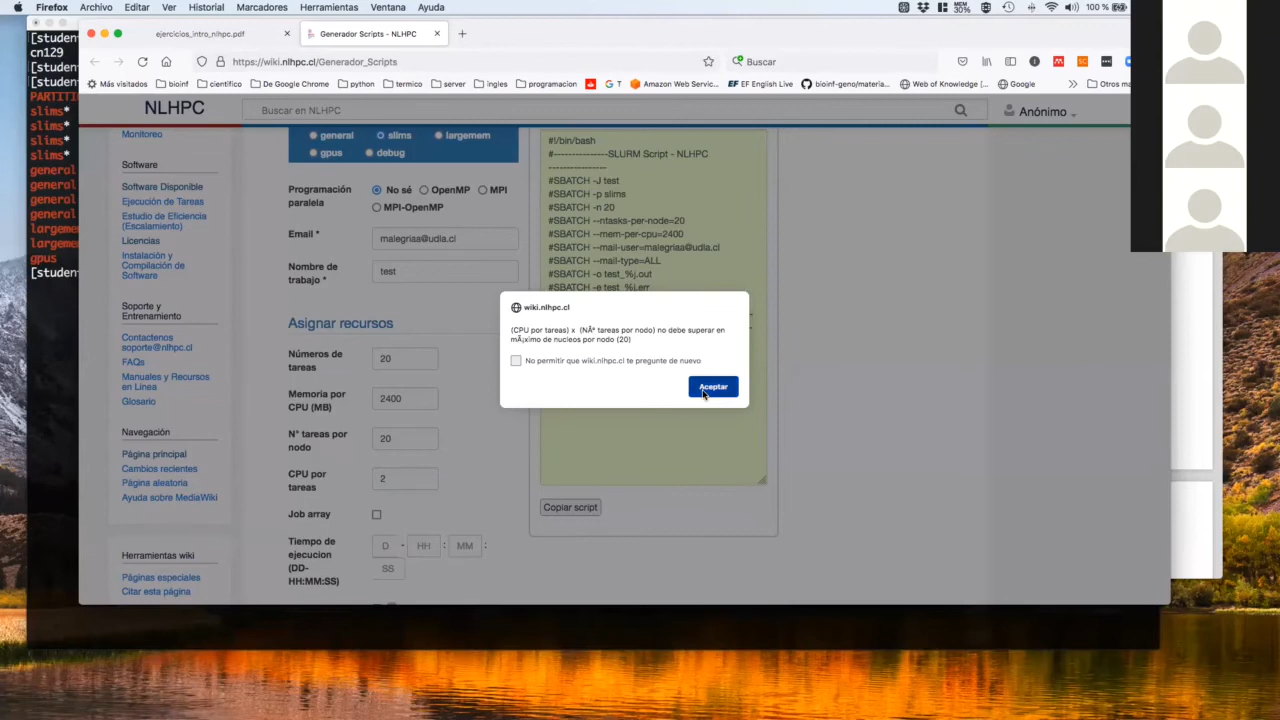 Firefox Archivo Editar Ver Historial Marcadores Herramientas Ventana Ayuda
MEM 30%
100 %
[studen
cn129
[studen
[studen
PARTITI
slims*
slims*
slims*
slims*
general
general
general
general
largeme
largeme
gpus
[studen
ejercicios_intro_nlhpc.pdf
Generador Scripts - NLHPC
https://wiki.nlhpc.cl/Generador_Scripts
Buscar
Más visitados bioinf cientifico De Google Chrome python termico server ingles programacion G T Amazon Web Servic... EF English Live bioinf-geno/materia... Web of Knowledge [... Google Otros ma
NLHPC
Buscar en NLHPC
Anónimo
Monitoreo
Software
Software Disponible
Ejecución de Tareas
Estudio de Eficiencia
(Escalamiento)
Licencias
Instalación y
Compilación de
Software
Soporte y
Entrenamiento
Contactenos
soporte@nlhpc.cl
FAQs
Manuales y Recursos
en Linea
Glosario
Navegación
Página principal
Cambios recientes
Página aleatoria
Ayuda sobre MediaWiki
Herramientas wiki
Páginas especiales
Citar esta página
general slims largemem
gpus debug
Programación
paralela
No sé OpenMP MPI
MPI-OpenMP
Email *
malegriaa@udla.cl
Nombre de
trabajo *
test
Asignar recursos
Números de
tareas
20
Memoria por
CPU (MB)
2400
N° tareas por
nodo
20
CPU por
tareas
2
Job array
Tiempo de
ejecucion
(DD-
HH:MM:SS)
D - HH : MM :
SS
#!/bin/bash
#---------------SLURM Script - NLHPC
----------------
#SBATCH -J test
#SBATCH -p slims
#SBATCH -n 20
#SBATCH --ntasks-per-node=20
#SBATCH --mem-per-cpu=2400
#SBATCH --mail-user=malegriaa@udla.cl
#SBATCH --mail-type=ALL
#SBATCH -o test_%j.out
#SBATCH -e test_%j.err
Copiar script
wiki.nlhpc.cl
(CPU por tareas) x (NÂ° tareas por nodo) no debe superar en
mÃ¡ximo de nucleos por nodo (20)
No permitir que wiki.nlhpc.cl te pregunte de nuevo
Aceptar